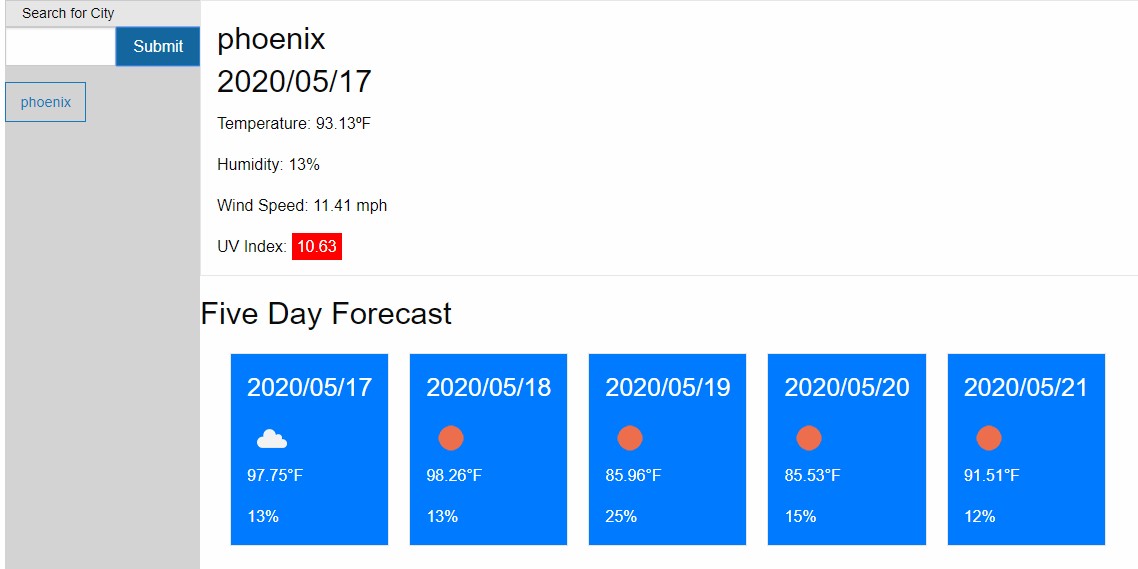 Search for City
Submit
phoenix
phoenix
2020/05/17
Temperature: 93.13ºF
Humidity: 13%
Wind Speed: 11.41 mph
UV Index: 10.63
Five Day Forecast
2020/05/17
97.75°F
13%
2020/05/18
98.26°F
13%
2020/05/19
85.96°F
25%
2020/05/20
85.53°F
15%
2020/05/21
91.51°F
12%